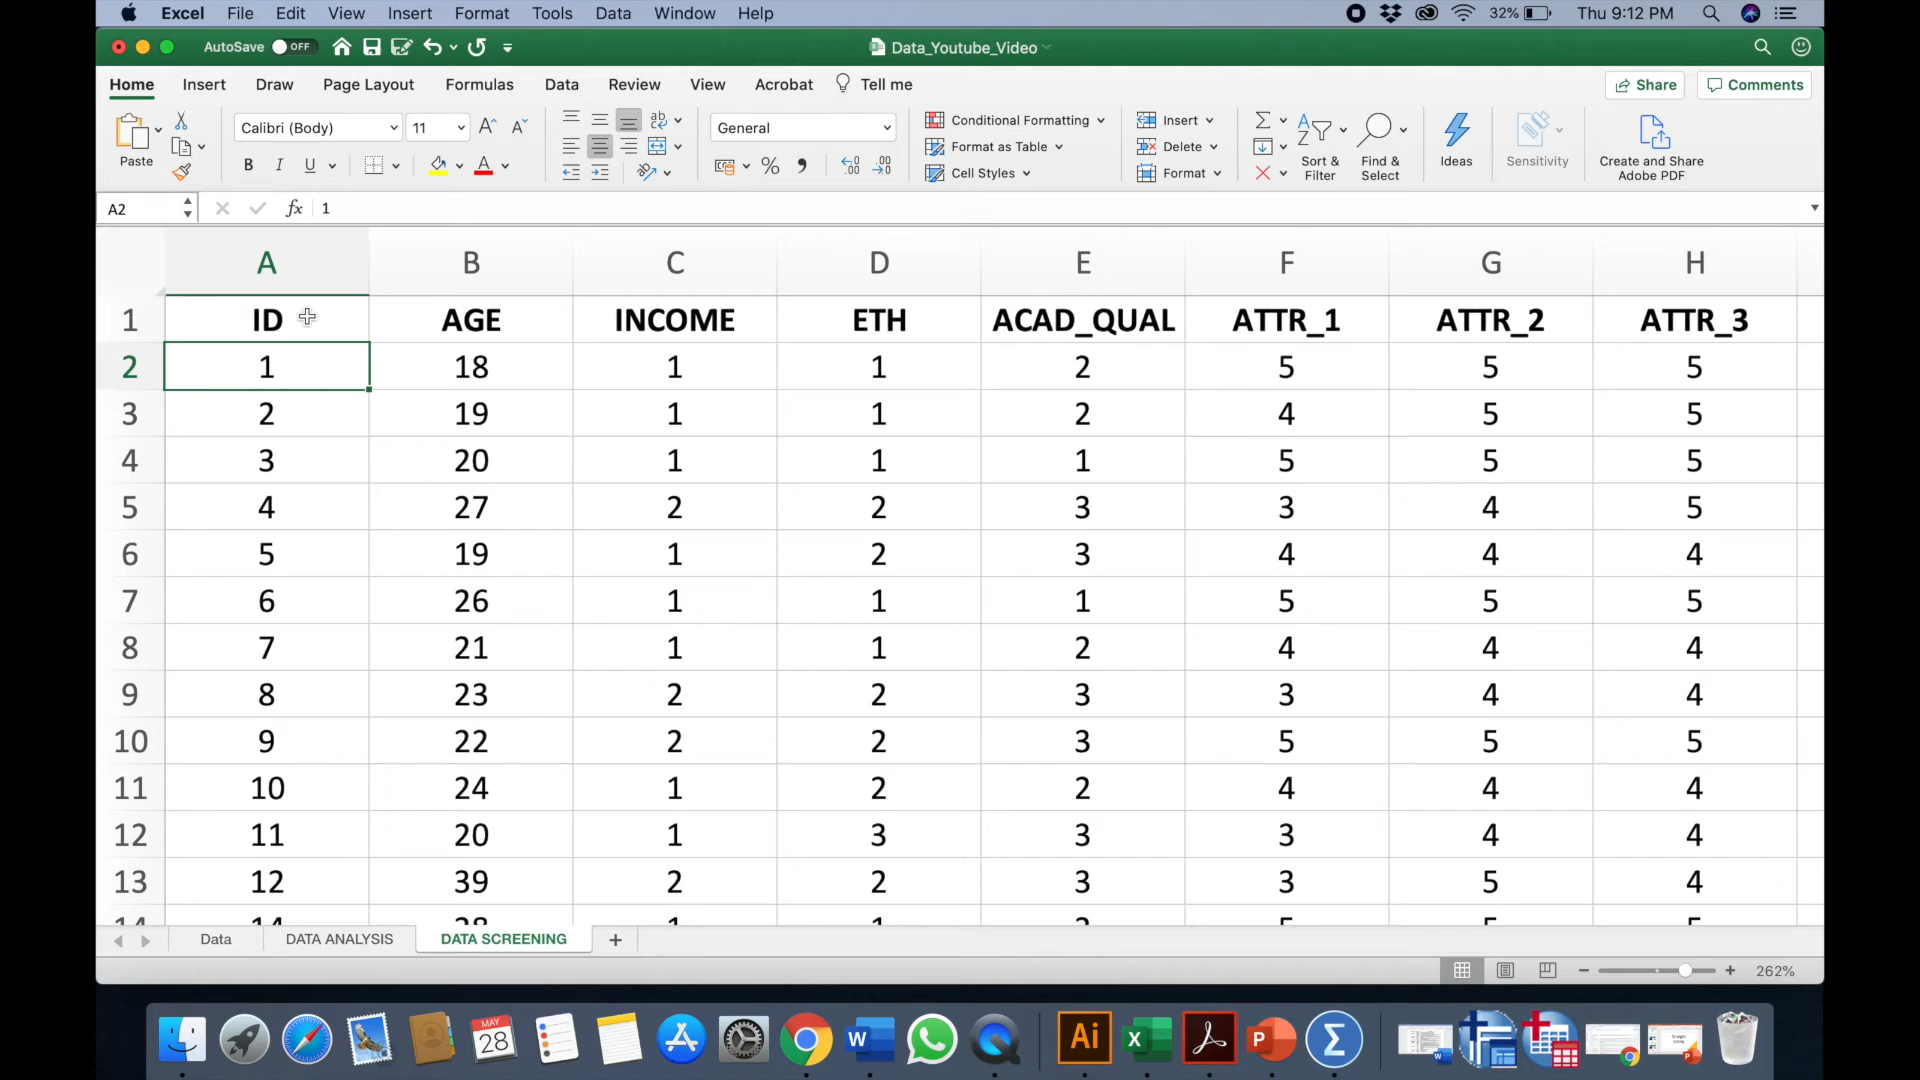 Excel File Edit View Insert Format Tools Data Window Help 32% Thu 9:12 PM
AutoSave OFF Data_Youtube_Video
Home Insert Draw Page Layout Formulas Data Review View Acrobat Tell me Share Comments
Calibri (Body) 11 General Conditional Formatting Insert
Format as Table Delete
Paste B I U Cell Styles Format Sort & Filter Find & Select Ideas Sensitivity Create and Share Adobe PDF
A2 fx 1
A B C D E F G H
1 ID AGE INCOME ETH ACAD_QUAL ATTR_1 ATTR_2 ATTR_3
2 1 18 1 1 2 5 5 5
3 2 19 1 1 2 4 5 5
4 3 20 1 1 1 5 5 5
5 4 27 2 2 3 3 4 5
6 5 19 1 2 3 4 4 4
7 6 26 1 1 1 5 5 5
8 7 21 1 1 2 4 4 4
9 8 23 2 2 3 3 4 4
10 9 22 2 2 3 5 5 5
11 10 24 1 2 2 4 4 4
12 11 20 1 3 3 3 4 4
13 12 39 2 2 3 3 5 4
Data DATA ANALYSIS DATA SCREENING +
262%
MAY 28 W Ai X P Σ